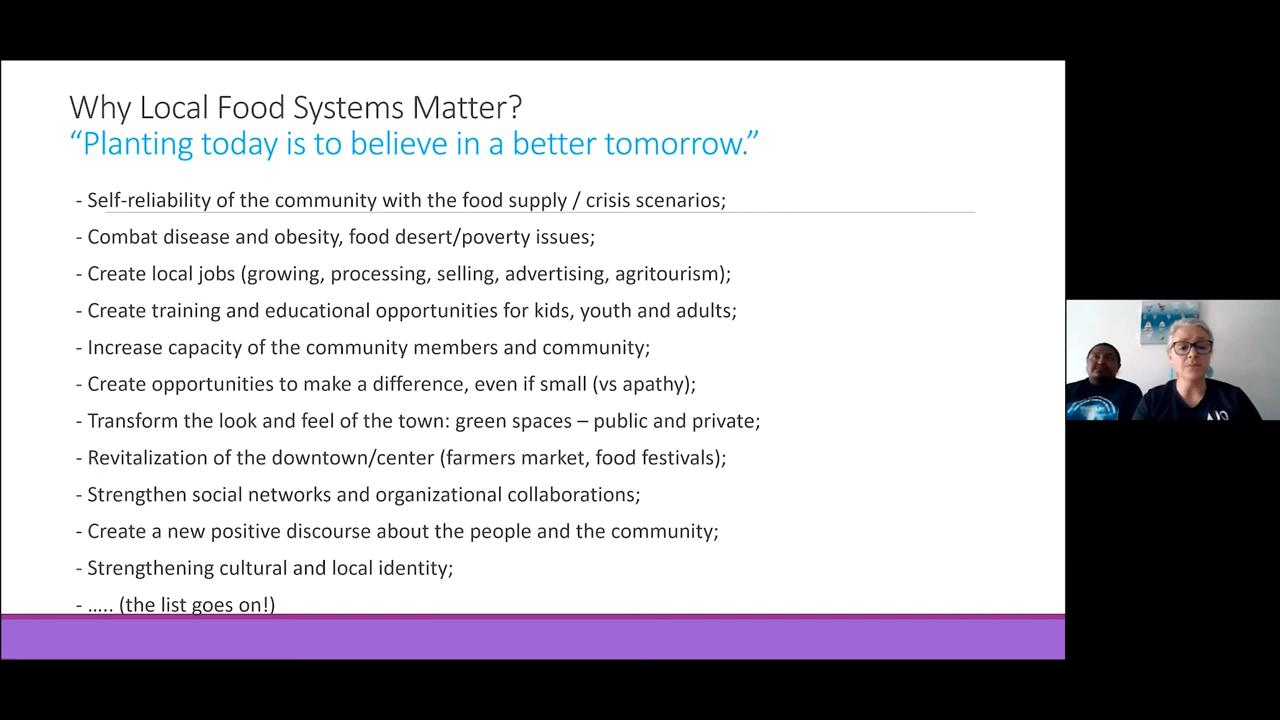 Why Local Food Systems Matter?
“Planting today is to believe in a better tomorrow.”
- Self-reliability of the community with the food supply / crisis scenarios;
- Combat disease and obesity, food desert/poverty issues;
- Create local jobs (growing, processing, selling, advertising, agritourism);
- Create training and educational opportunities for kids, youth and adults;
- Increase capacity of the community members and community;
- Create opportunities to make a difference, even if small (vs apathy);
- Transform the look and feel of the town: green spaces – public and private;
- Revitalization of the downtown/center (farmers market, food festivals);
- Strengthen social networks and organizational collaborations;
- Create a new positive discourse about the people and the community;
- Strengthening cultural and local identity;
- ….. (the list goes on!)